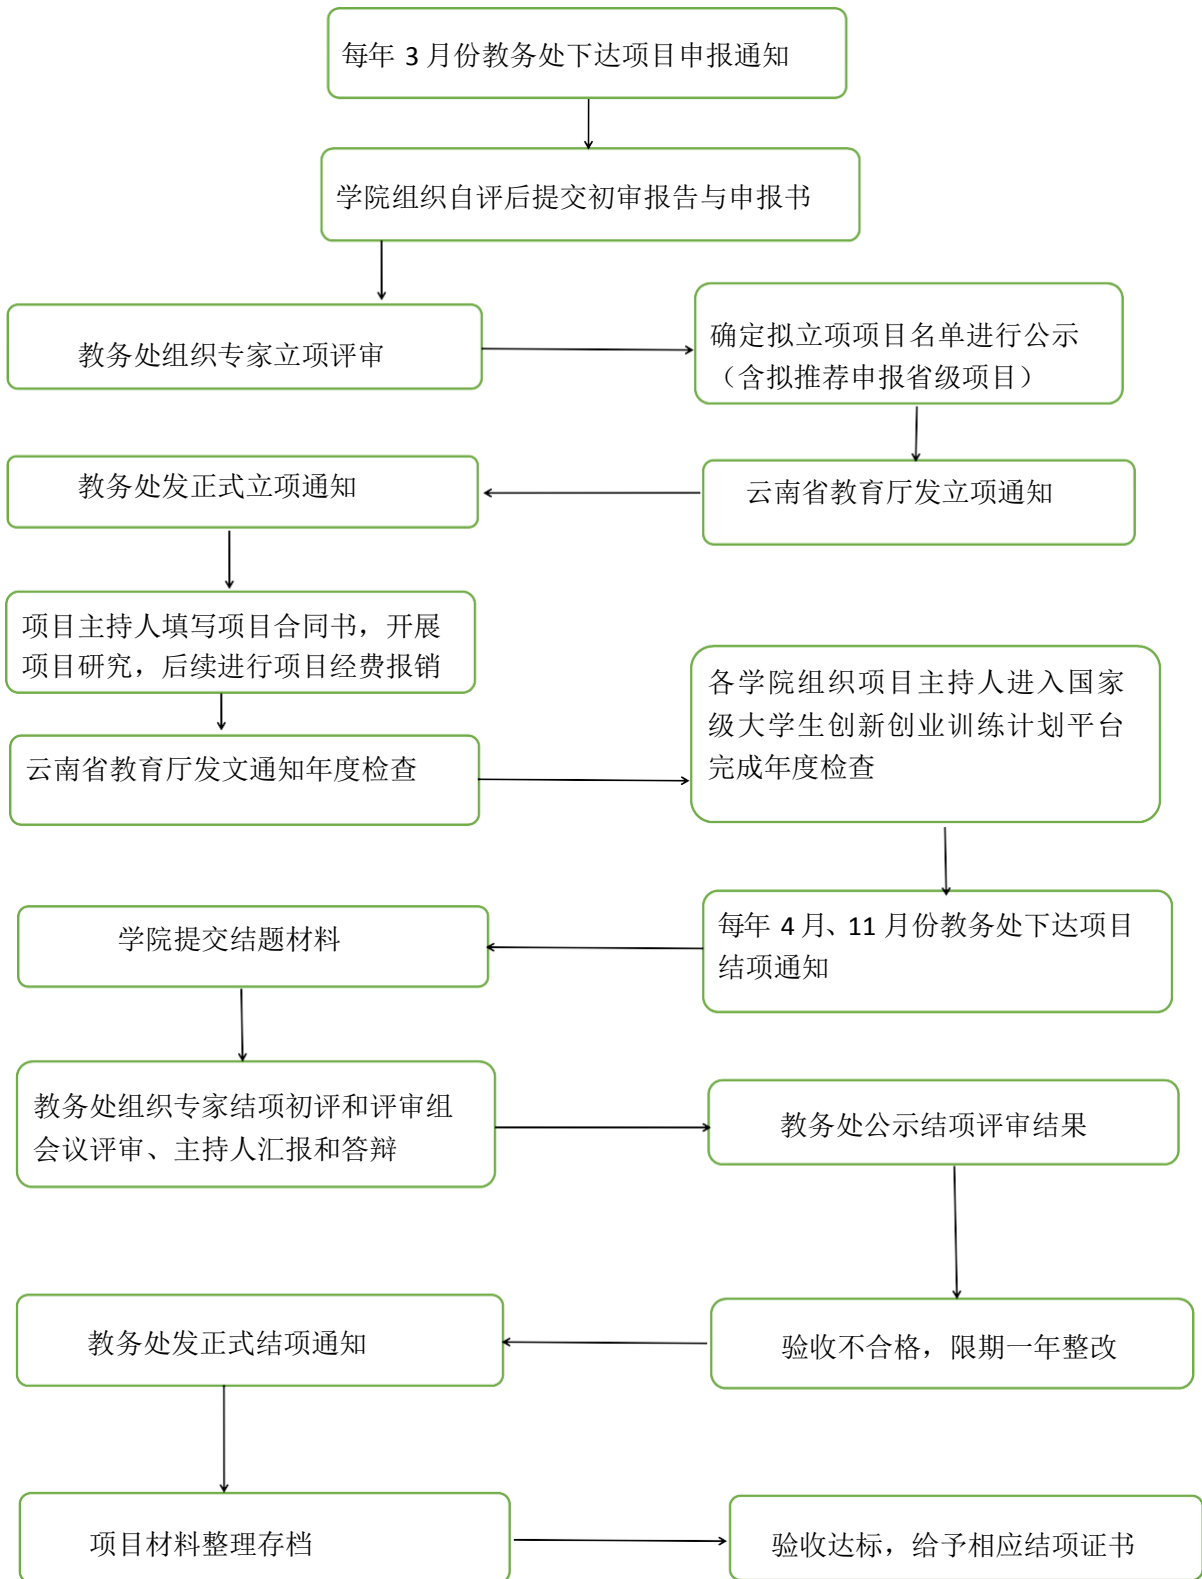 每年 3 月份教务处下达项目申报通知
学院组织自评后提交初审报告与申报书
教务处组织专家立项评审
确定拟立项项目名单进行公示
（含拟推荐申报省级项目）
云南省教育厅发立项通知
教务处发正式立项通知
项目主持人填写项目合同书，开展
项目研究，后续进行项目经费报销
云南省教育厅发文通知年度检查
各学院组织项目主持人进入国家
级大学生创新创业训练计划平台
完成年度检查
每年 4 月、11 月份教务处下达项目
结项通知
学院提交结题材料
教务处组织专家结项初评和评审组
会议评审、主持人汇报和答辩
教务处公示结项评审结果
验收不合格，限期一年整改
教务处发正式结项通知
项目材料整理存档
验收达标，给予相应结项证书